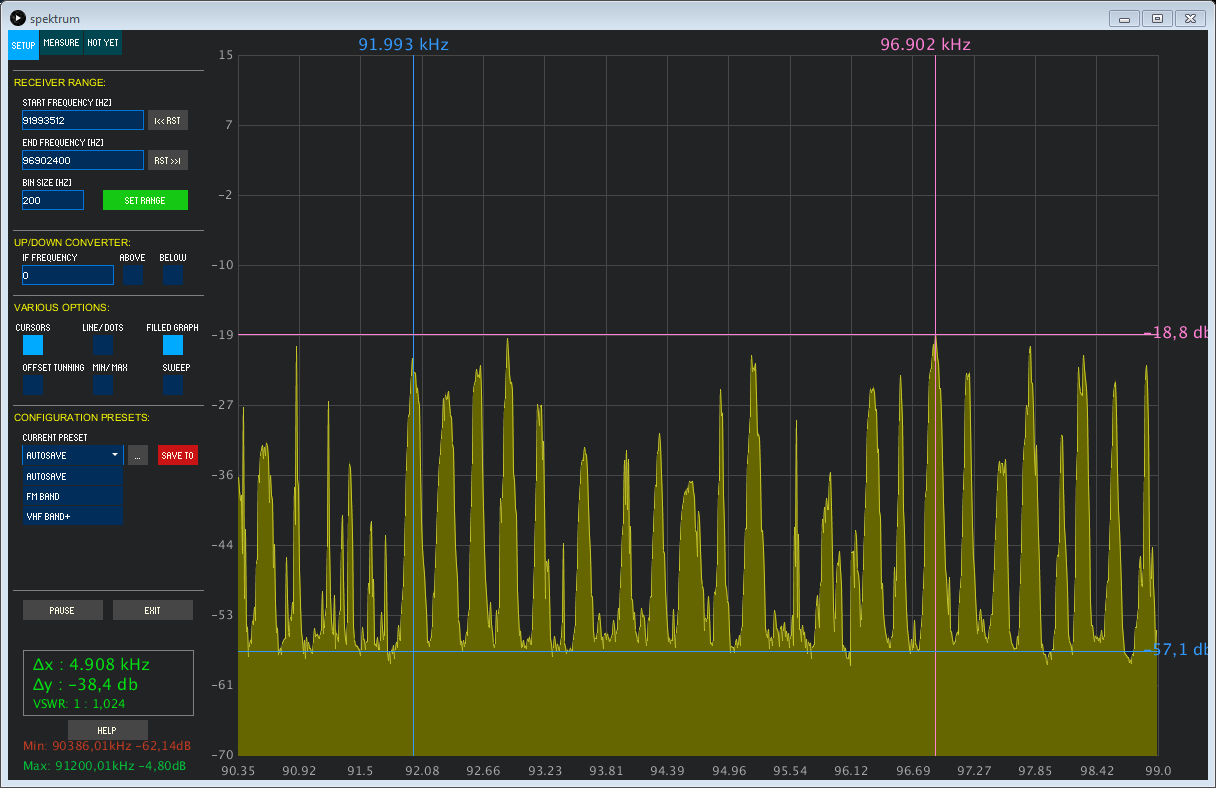 spektrum
SETUP MEASURE NOT YET
RECEIVER RANGE:
START FREQUENCY [HZ]
91993512 |<< RST
END FREQUENCY [HZ]
96902400 RST >>|
BIN SIZE [HZ]
200 SET RANGE
UP/DOWN CONVERTER:
IF FREQUENCY ABOVE BELOW
0
VARIOUS OPTIONS:
CURSORS LINE/DOTS FILLED GRAPH
OFFSET TUNNING MIN/MAX SWEEP
CONFIGURATION PRESETS:
CURRENT PRESET
AUTOSAVE ... SAVE TO
AUTOSAVE
FM BAND
VHF BAND+
PAUSE EXIT
Δx : 4.908 kHz
Δy : −38,4 db
VSWR: 1 : 1,024
HELP
Min: 90386,01kHz −62,14dB
Max: 91200,01kHz −4,80dB
91.993 kHz 96.902 kHz
15
7
−2
−10
−19
−27
−36
−44
−53
−61
−70
−18,8 db
−57,1 db
90.35 90.92 91.5 92.08 92.66 93.23 93.81 94.39 94.96 95.54 96.12 96.69 97.27 97.85 98.42 99.0